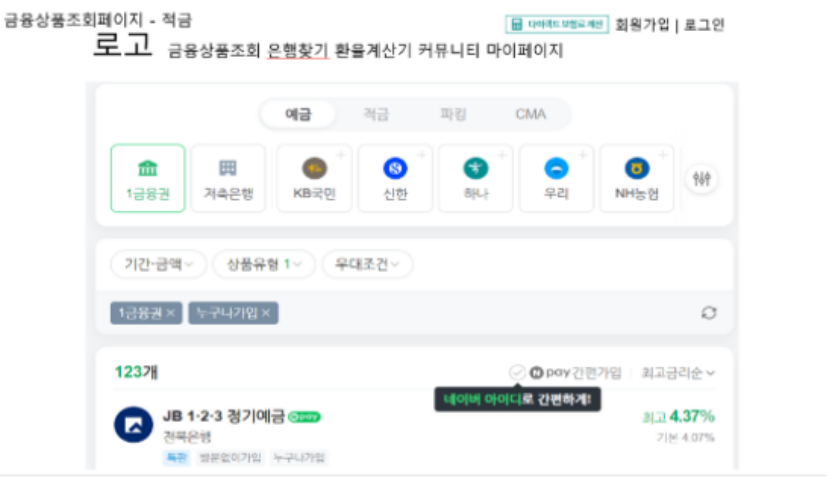 금융상품조회페이지 - 적금
다이렉트 보험료 계산 회원가입 | 로그인
로고 금융상품조회 은행찾기 환율계산기 커뮤니티 마이페이지
예금 적금 파킹 CMA
1금융권 저축은행 KB국민 신한 하나 우리 NH농협
기간·금액 상품유형 1 우대조건
1금융권 × 누구나가입 ×
123개 N pay 간편가입 최고금리순
네이버 아이디로 간편하게!
JB 1·2·3 정기예금 최고 4.37%
전북은행 기본 4.07%
특판 방문없이가입 누구나가입